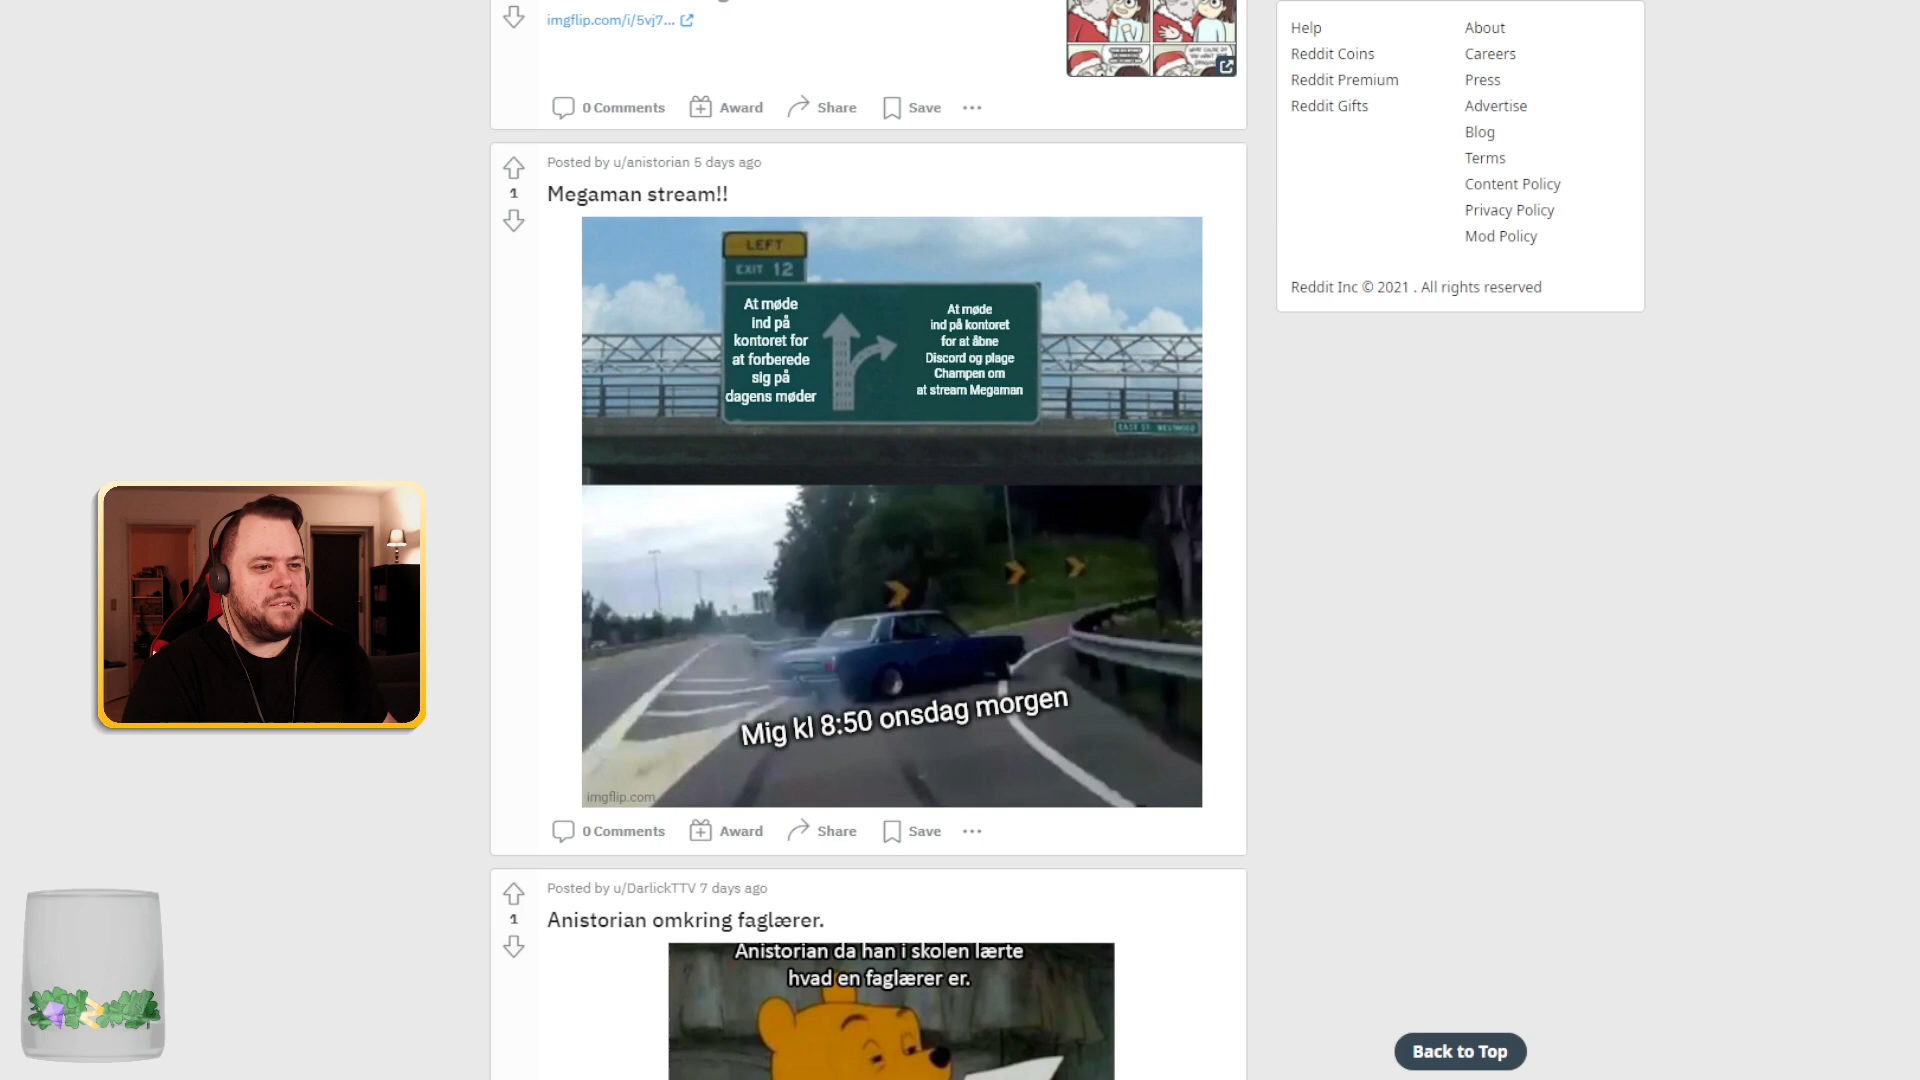 imgflip.com/i/5vj7...
0 Comments
Award
Share
Save
Posted by u/anistorian 5 days ago
1
Megaman stream!!
LEFT
EXIT 12
At møde
ind på
kontoret for
at forberede
sig på
dagens møder
At møde
ind på kontoret
for at åbne
Discord og plage
Champen om
at stream Megaman
EAST ST WESTWOOD
Mig kl 8:50 onsdag morgen
imgflip.com
0 Comments
Award
Share
Save
Posted by u/DarlickTTV 7 days ago
1
Anistorian omkring faglærer.
Anistorian da han i skolen lærte
hvad en faglærer er.
Help
Reddit Coins
Reddit Premium
Reddit Gifts
About
Careers
Press
Advertise
Blog
Terms
Content Policy
Privacy Policy
Mod Policy
Reddit Inc © 2021 . All rights reserved
Back to Top